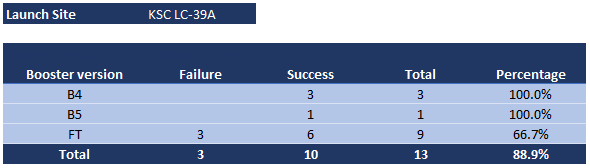 Launch Site KSC LC-39A
Booster version Failure Success Total Percentage
B4 3 3 100.0%
B5 1 1 100.0%
FT 3 6 9 66.7%
Total 3 10 13 88.9%